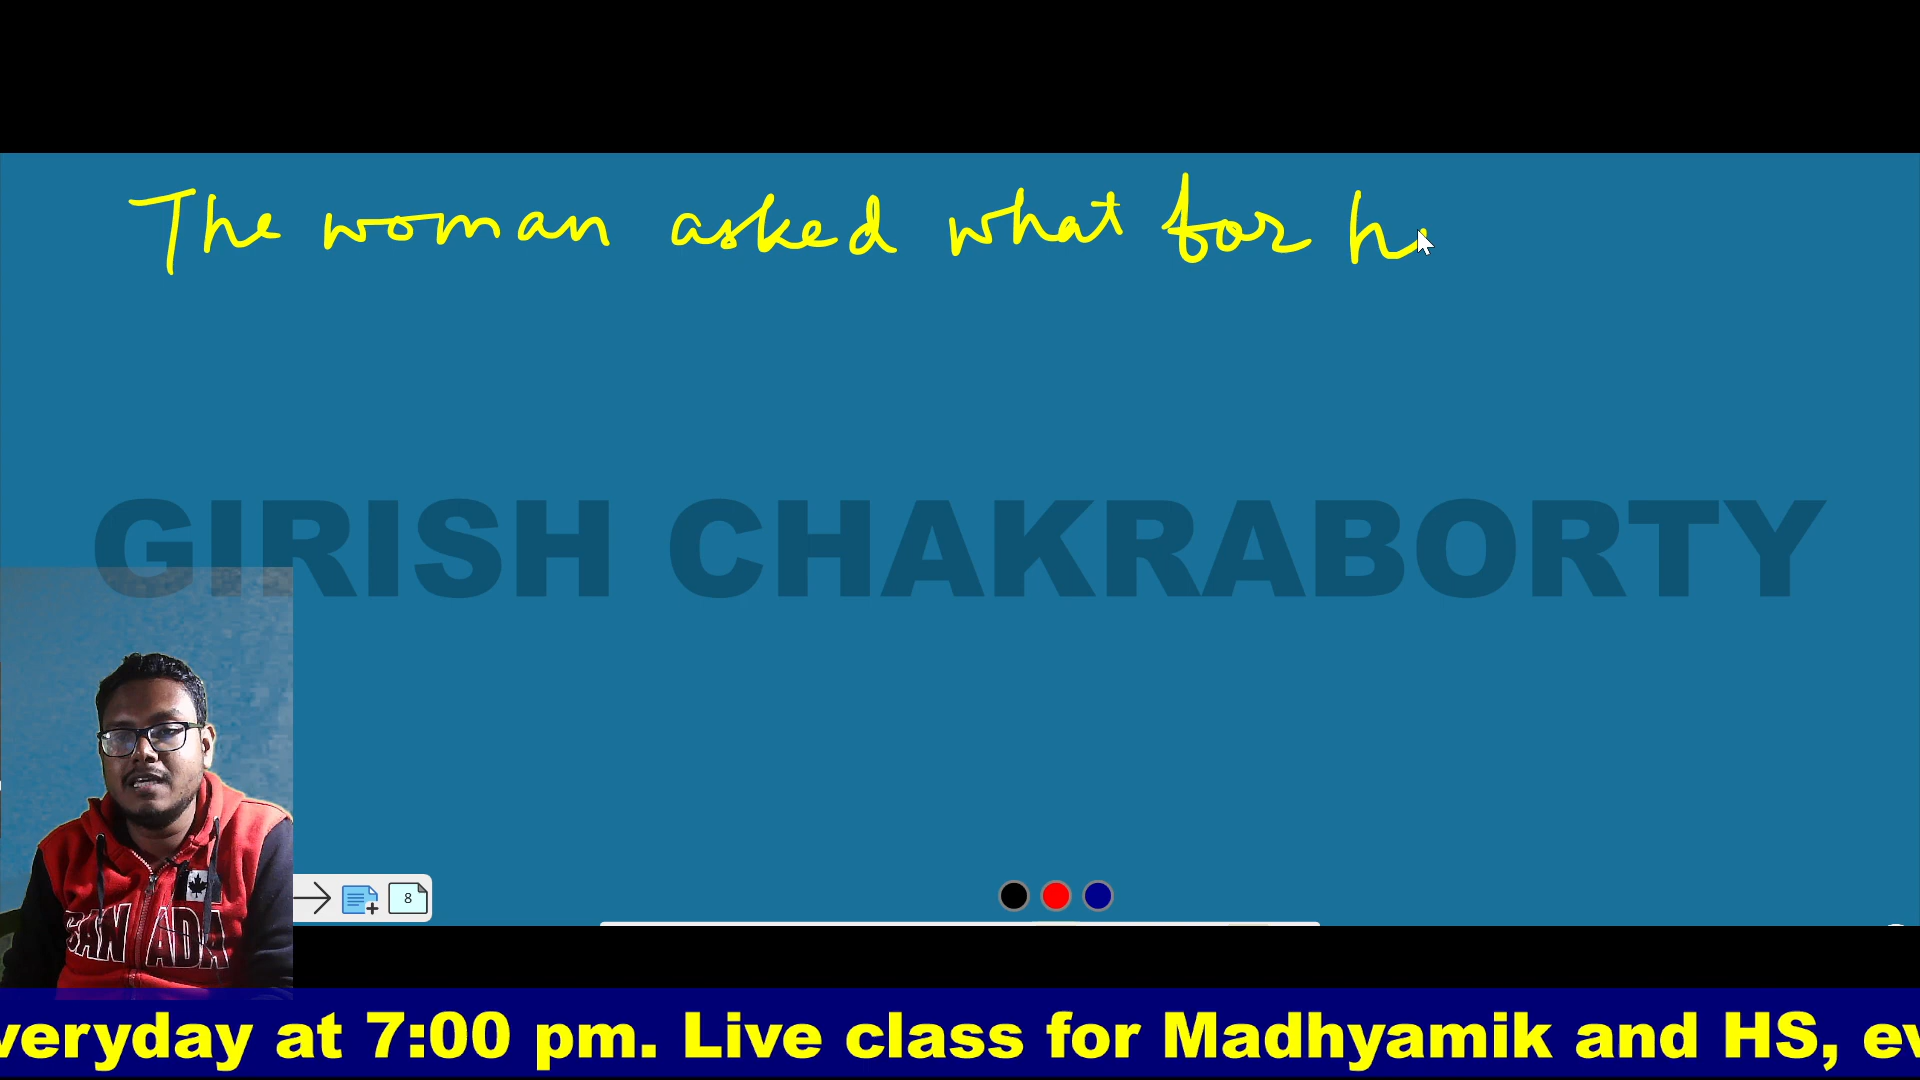 The woman asked what for h
GIRISH CHAKRABORTY
CANADA
8
veryday at 7:00 pm. Live class for Madhyamik and HS, ev